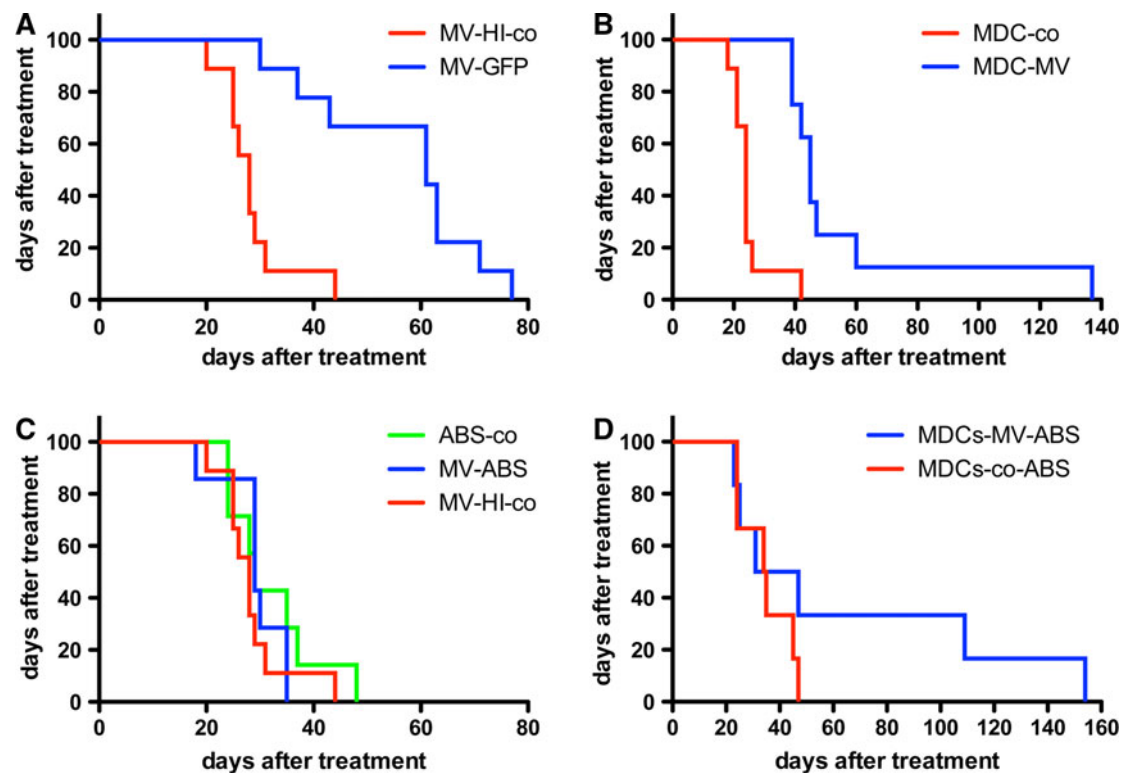 A
MV-HI-co
MV-GFP
days after treatment
100
80
60
40
20
0
0 20 40 60 80
days after treatment
B
MDC-co
MDC-MV
days after treatment
100
80
60
40
20
0
0 20 40 60 80 100 120 140
days after treatment
C
ABS-co
MV-ABS
MV-HI-co
days after treatment
100
80
60
40
20
0
0 20 40 60 80
days after treatment
D
MDCs-MV-ABS
MDCs-co-ABS
days after treatment
100
80
60
40
20
0
0 20 40 60 80 100 120 140 160
days after treatment